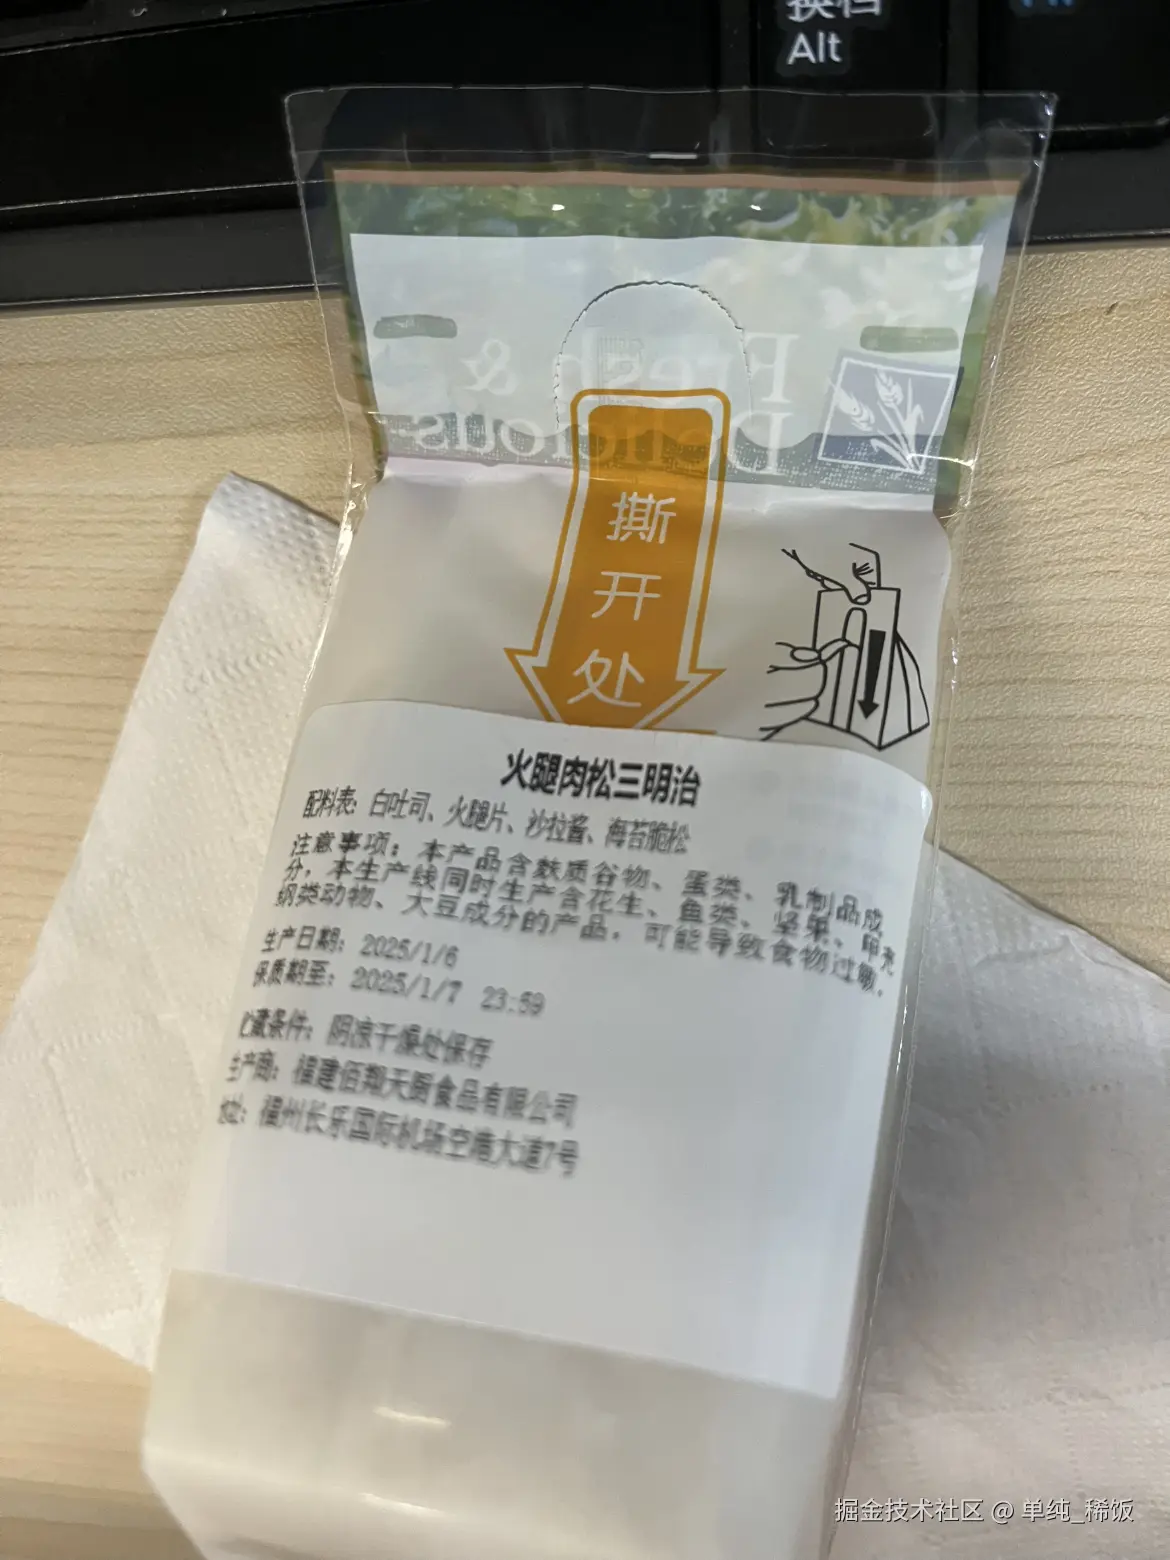 换档
Alt
Fresh &
Delicious
撕
开
处
火腿肉松三明治
配料表：白吐司、火腿片、沙拉酱、海苔脆松
注意事项：本产品含麸质谷物、蛋类、乳制品成
分，本生产线同时生产含花生、鱼类、坚果、甲壳
纲类动物、大豆成分的产品，可能导致食物过敏。
生产日期：2025/1/6
保质期至：2025/1/7 23:59
贮藏条件：阴凉干燥处保存
生产商：福建佰翔天厨食品有限公司
地址：福州长乐国际机场空港大道7号
掘金技术社区 @ 单纯_稀饭